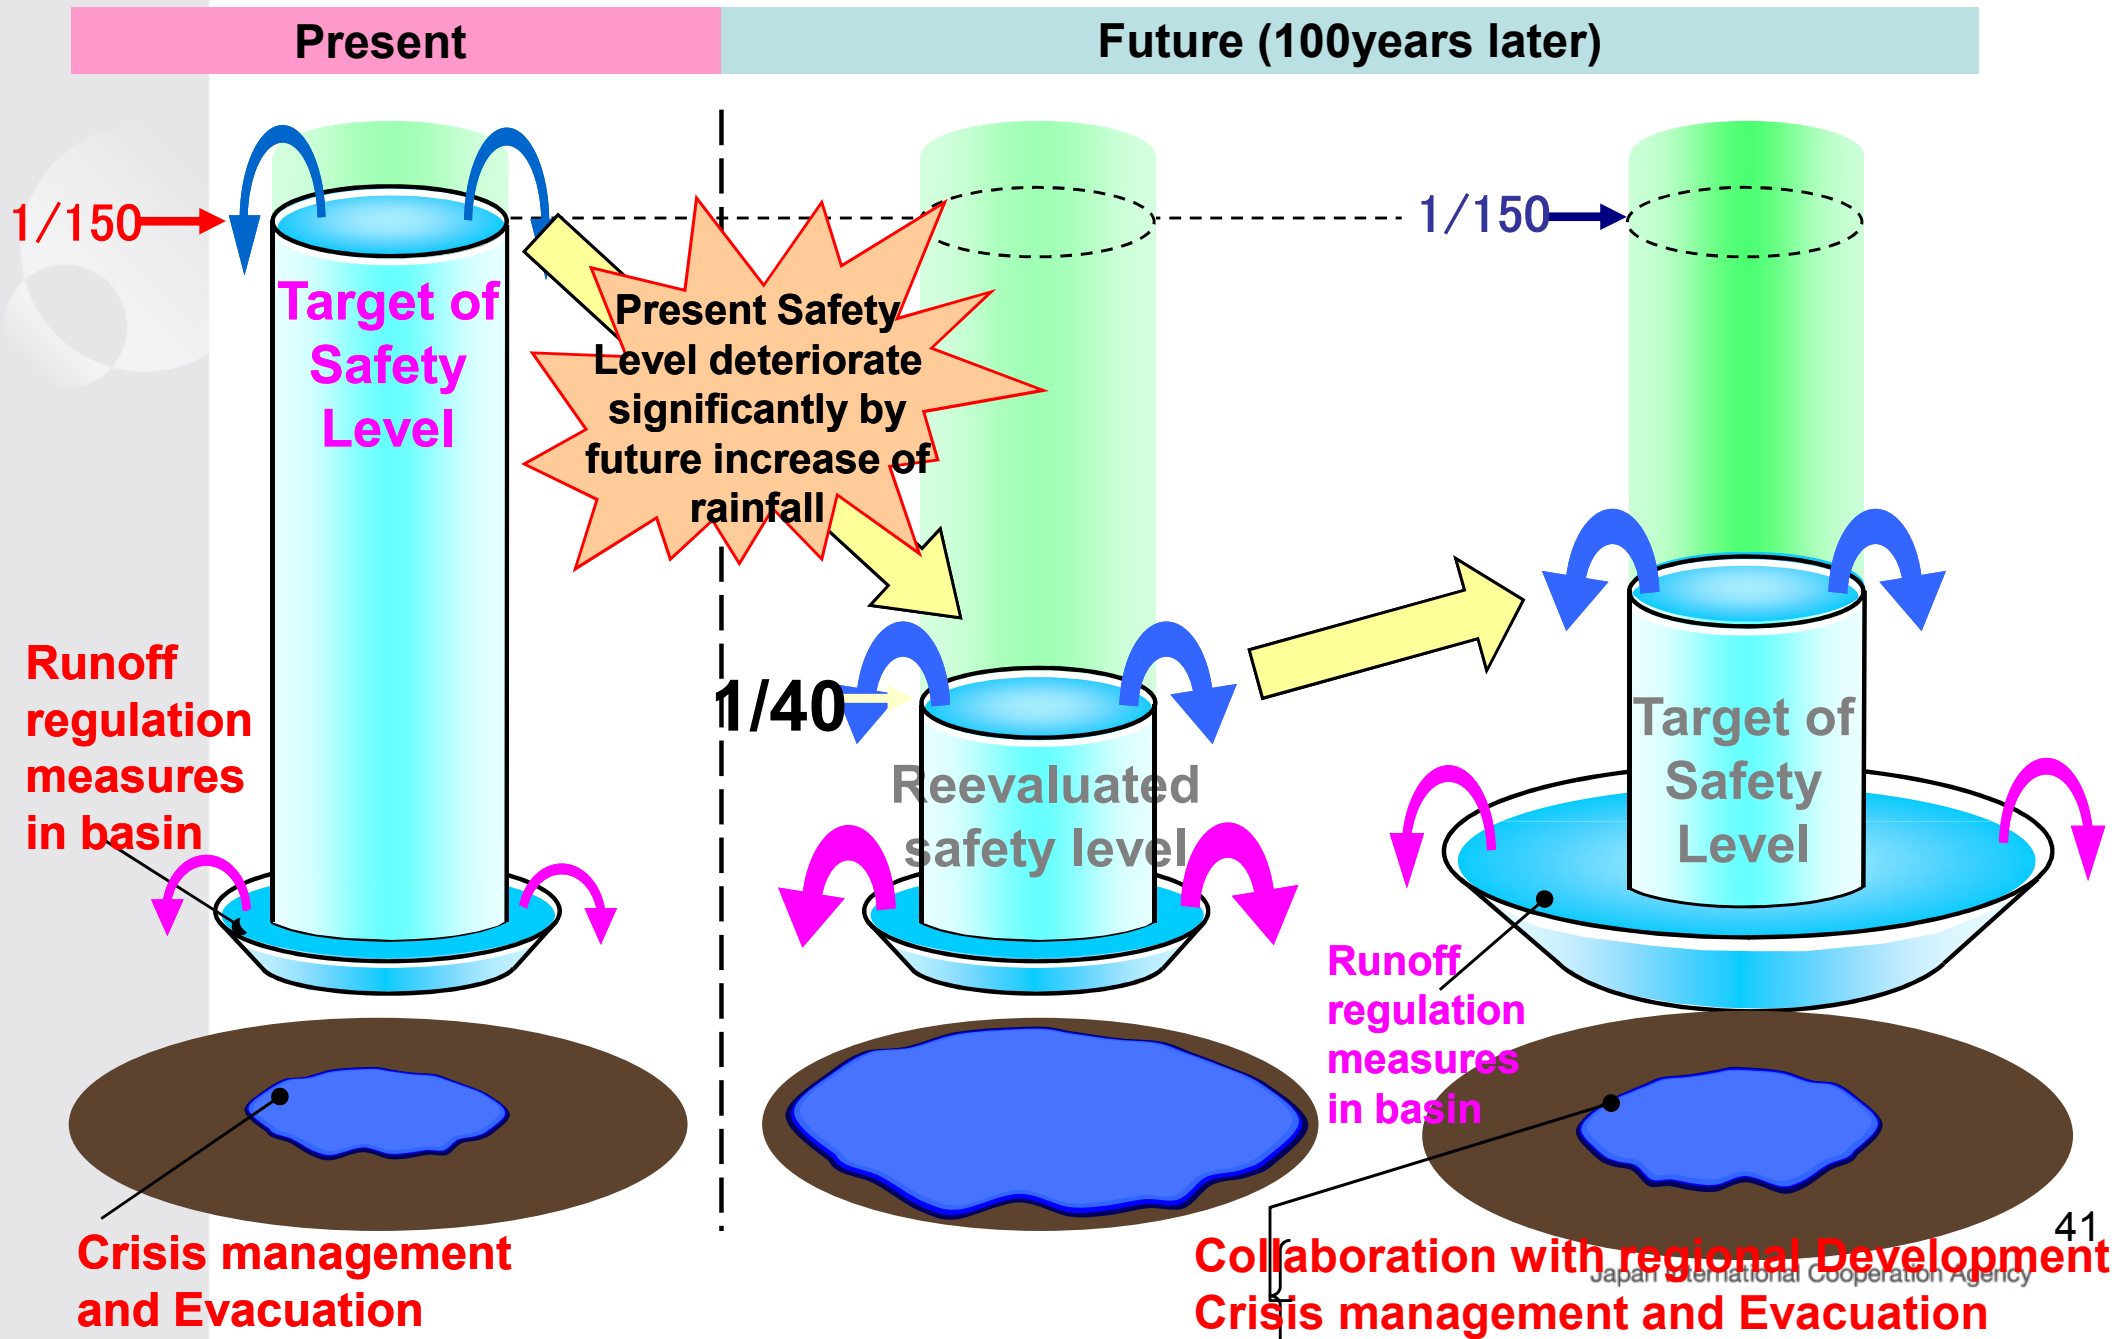 Present
Future (100years later)
1/150
1/150
Target of
Safety
Level
Present Safety
Level deteriorate
significantly by
future increase of
rainfall
Runoff
regulation
measures
in basin
1/40
Reevaluated
safety level
Target of
Safety
Level
Runoff
regulation
measures
in basin
Crisis management
and Evacuation
41
Collaboration with regional Development
Japan International Cooperation Agency
Crisis management and Evacuation